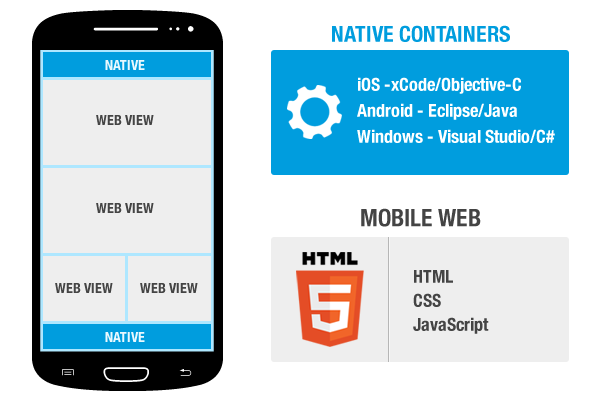 NATIVE
WEB VIEW
WEB VIEW
WEB VIEW
WEB VIEW
NATIVE
NATIVE CONTAINERS
iOS -xCode/Objective-C
Android - Eclipse/Java
Windows - Visual Studio/C#
MOBILE WEB
HTML
5
HTML
CSS
JavaScript